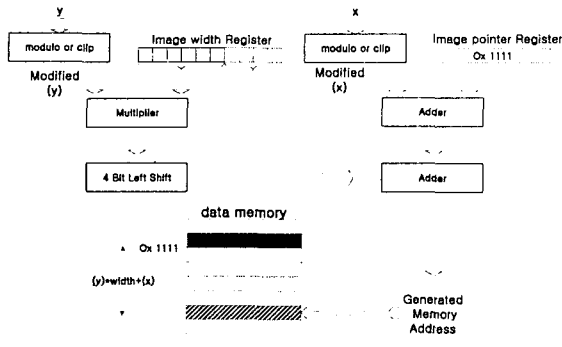 y
x
modulo or clip
Image width Register
modulo or clip
Image pointer Register
Ox 1111
Modified
(y)
Modified
(x)
Multiplier
Adder
4 Bit Left Shift
Adder
data memory
Ox 1111
(y)*width+(x)
Generated
Memory
Address